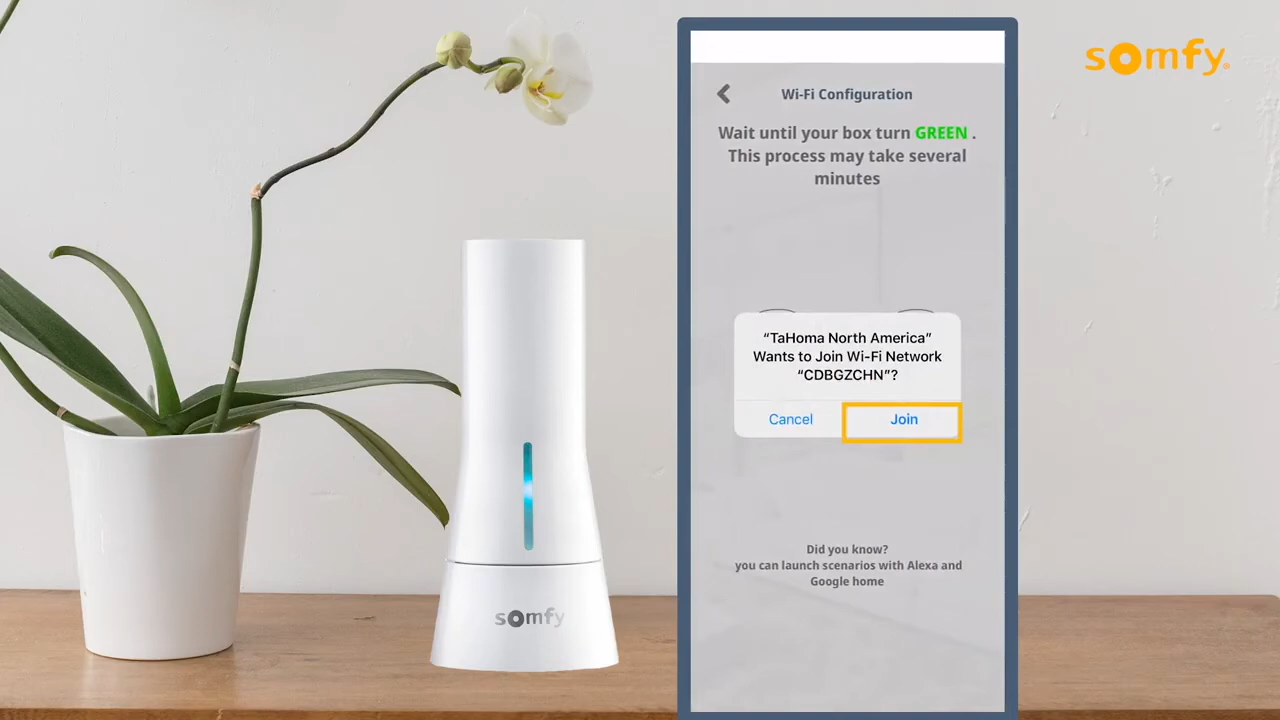 somfy
Wi-Fi Configuration
Wait until your box turn GREEN .
This process may take several
minutes
“TaHoma North America”
Wants to Join Wi-Fi Network
“CDBGZCHN”?
Cancel Join
Did you know?
you can launch scenarios with Alexa and
Google home
somfy